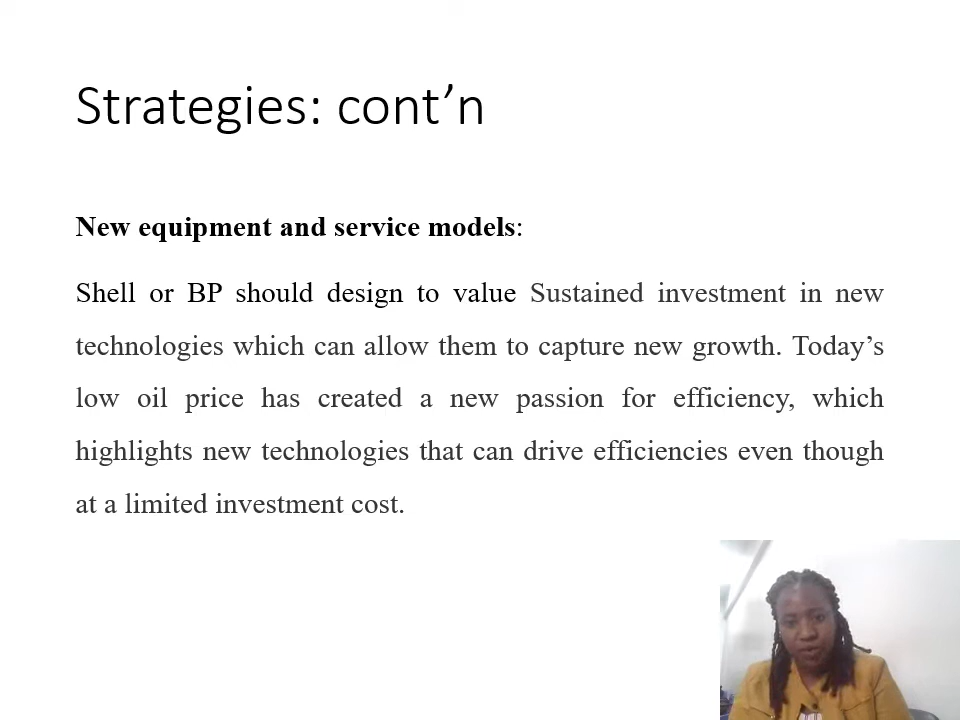 Strategies: cont’n
New equipment and service models:
Shell or BP should design to value Sustained investment in new
technologies which can allow them to capture new growth. Today’s
low oil price has created a new passion for efficiency, which
highlights new technologies that can drive efficiencies even though
at a limited investment cost.